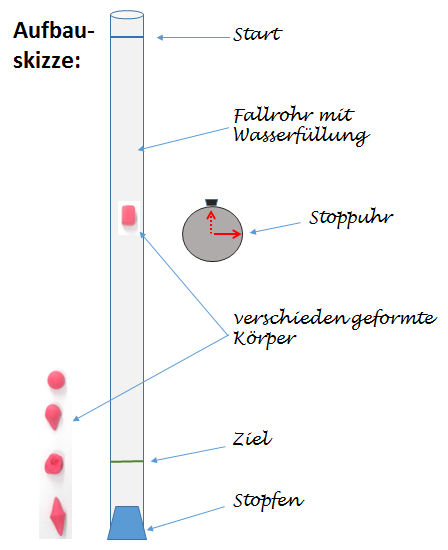 Aufbau-
skizze:
Start
Fallrohr mit
Wasserfüllung
Stoppuhr
verschieden geformte
Körper
Ziel
Stopfen